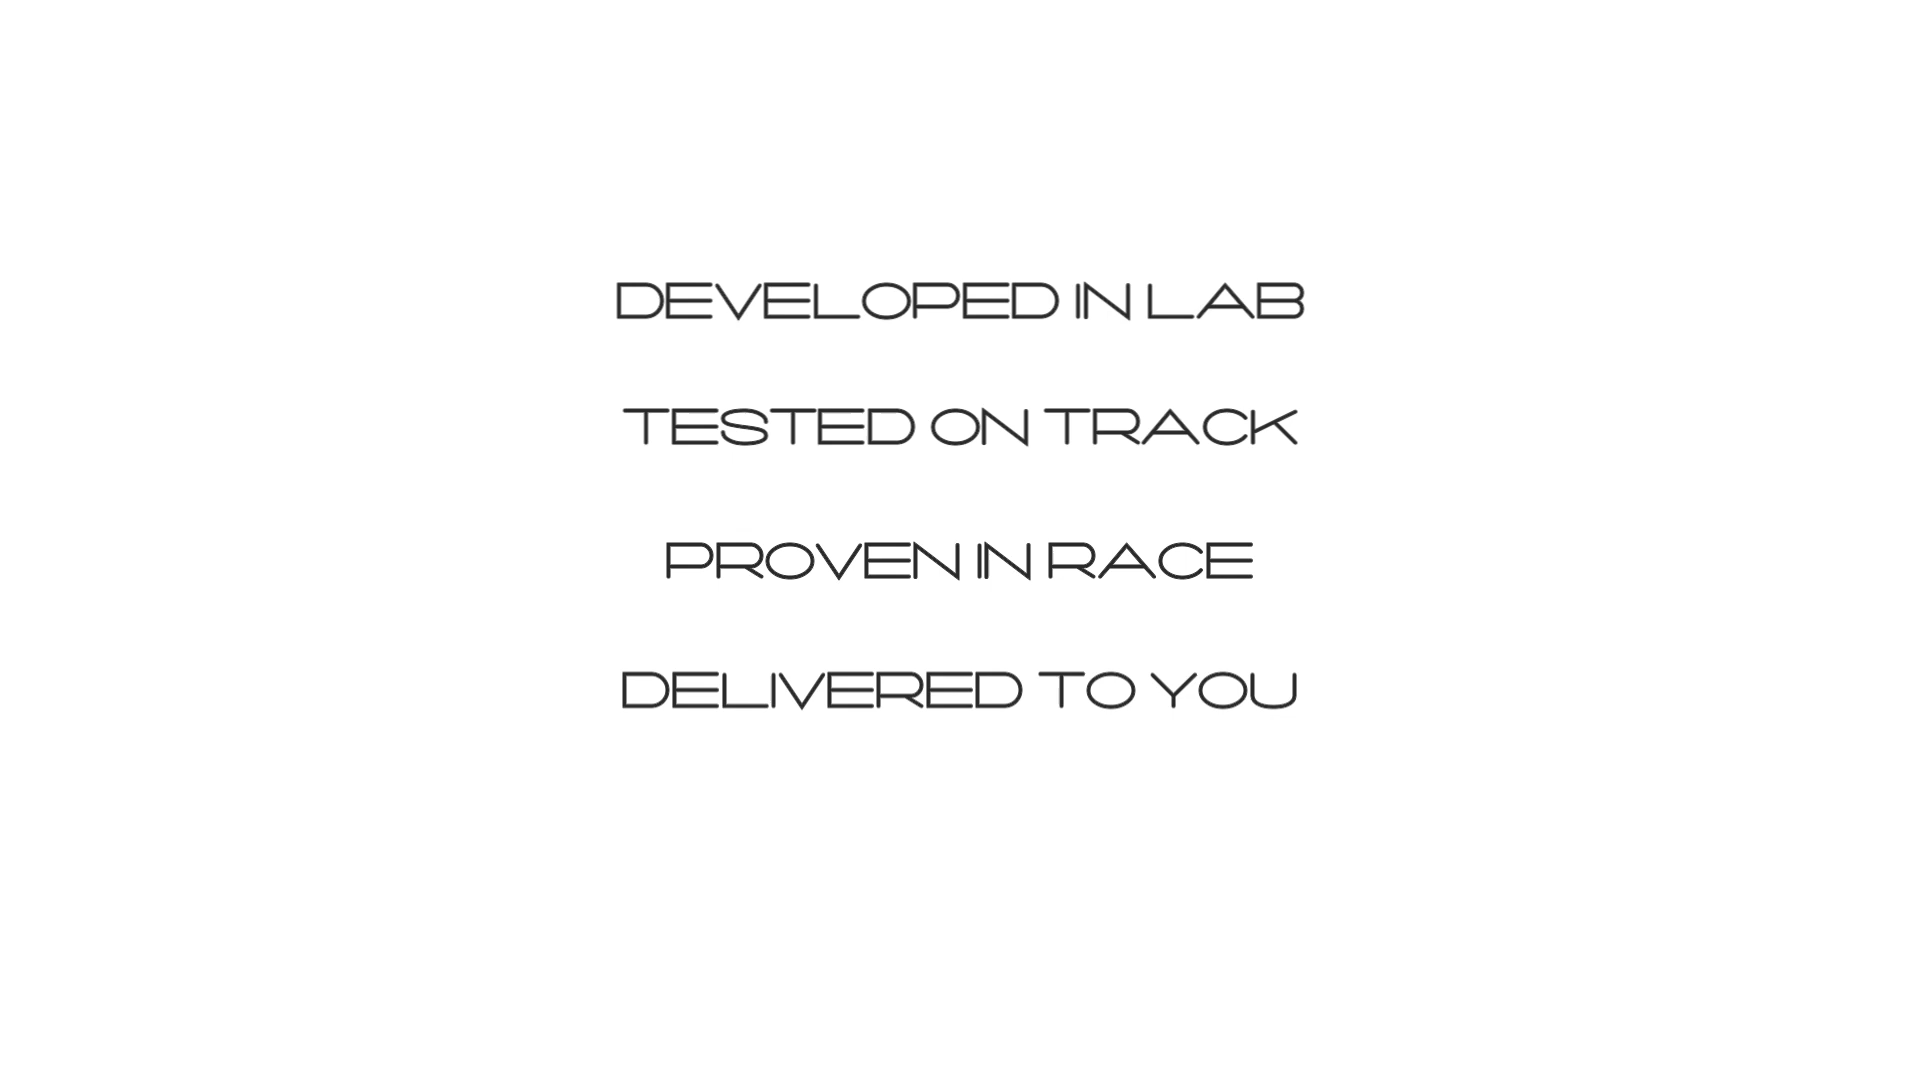 DEVELOPED IN LAB
TESTED ON TRACK
PROVEN IN RACE
DELIVERED TO YOU